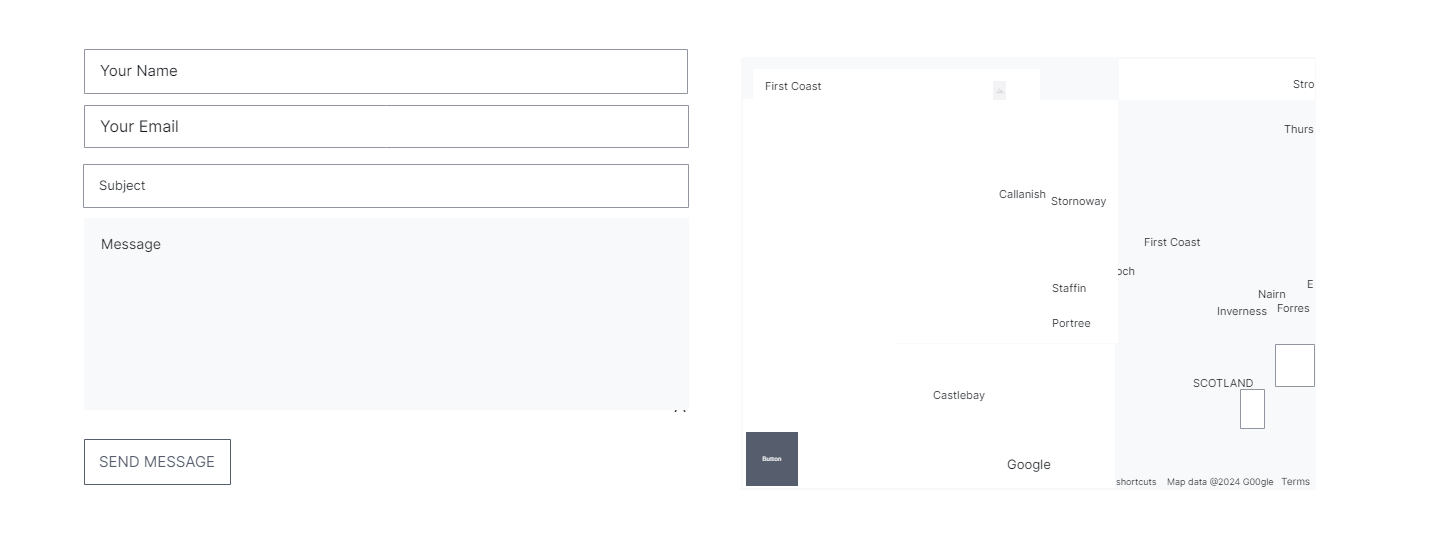 Your Name
Your Email
Subject
Message
SEND MESSAGE
First Coast
Stro
Thurs
Callanish
Stornoway
First Coast
och
Staffin
E
Nairn
Forres
Inverness
Portree
SCOTLAND
Castlebay
Button
Google
shortcuts
Map data @2024 G00gle
Terms